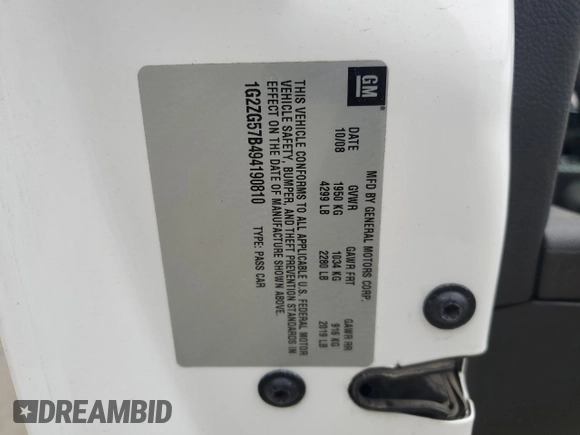 GM
MFD BY GENERAL MOTORS CORP.
DATE GVWR GAWR FRT GAWR RR
10/08 1950 KG 1034 KG 916 KG
4299 LB 2280 LB 2019 LB
THIS VEHICLE CONFORMS TO ALL APPLICABLE U.S. FEDERAL MOTOR
VEHICLE SAFETY, BUMPER, AND THEFT PREVENTION STANDARDS IN
EFFECT ON THE DATE OF MANUFACTURE SHOWN ABOVE.
1G2ZG57B494190810 TYPE: PASS CAR
DREAMBID